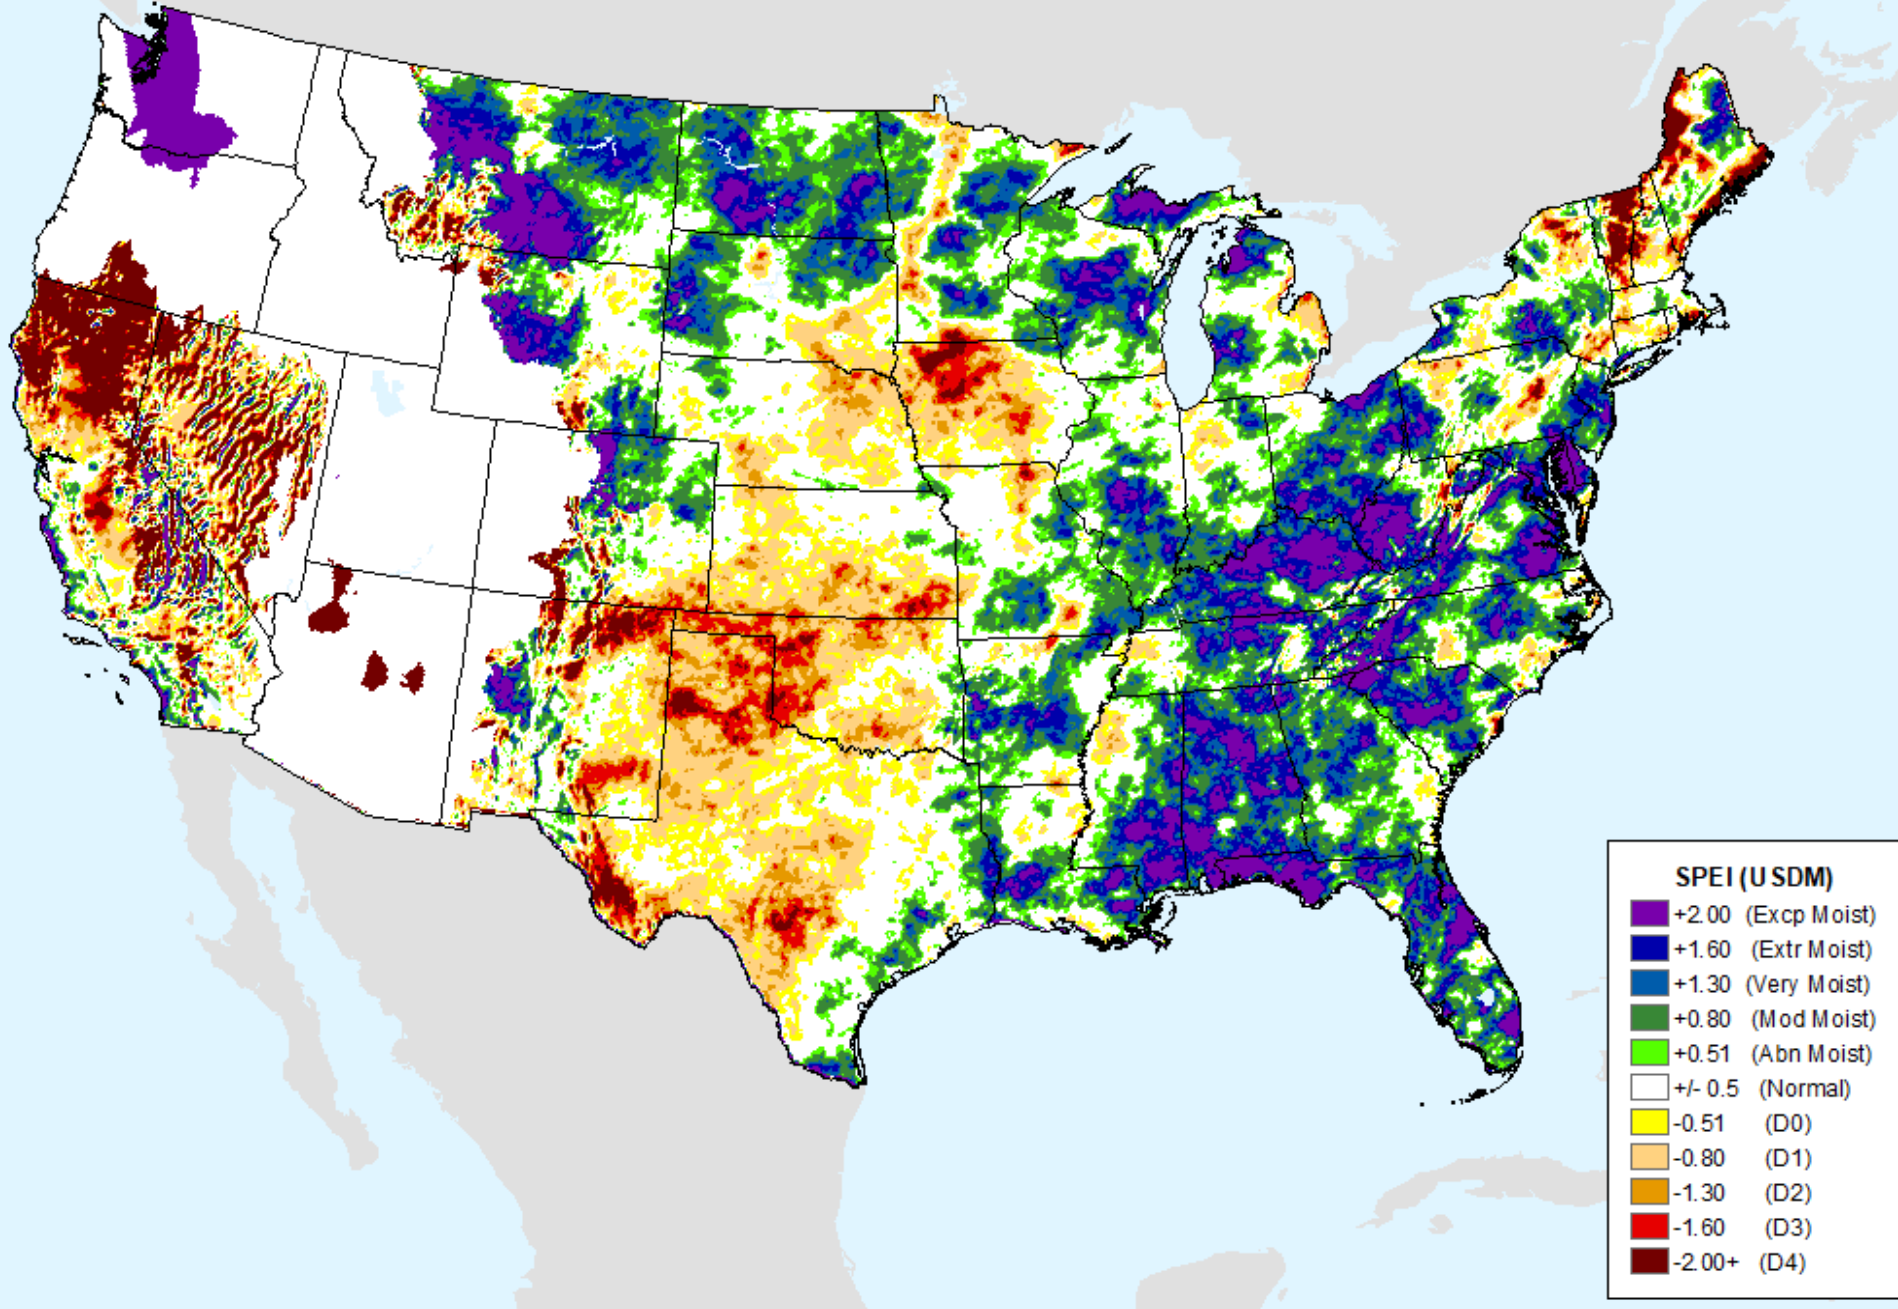 SPEI (USDM)
+2.00 (Excp Moist)
+1.60 (Extr Moist)
+1.30 (Very Moist)
+0.80 (Mod Moist)
+0.51 (Abn Moist)
+/- 0.5 (Normal)
-0.51 (D0)
-0.80 (D1)
-1.30 (D2)
-1.60 (D3)
-2.00+ (D4)